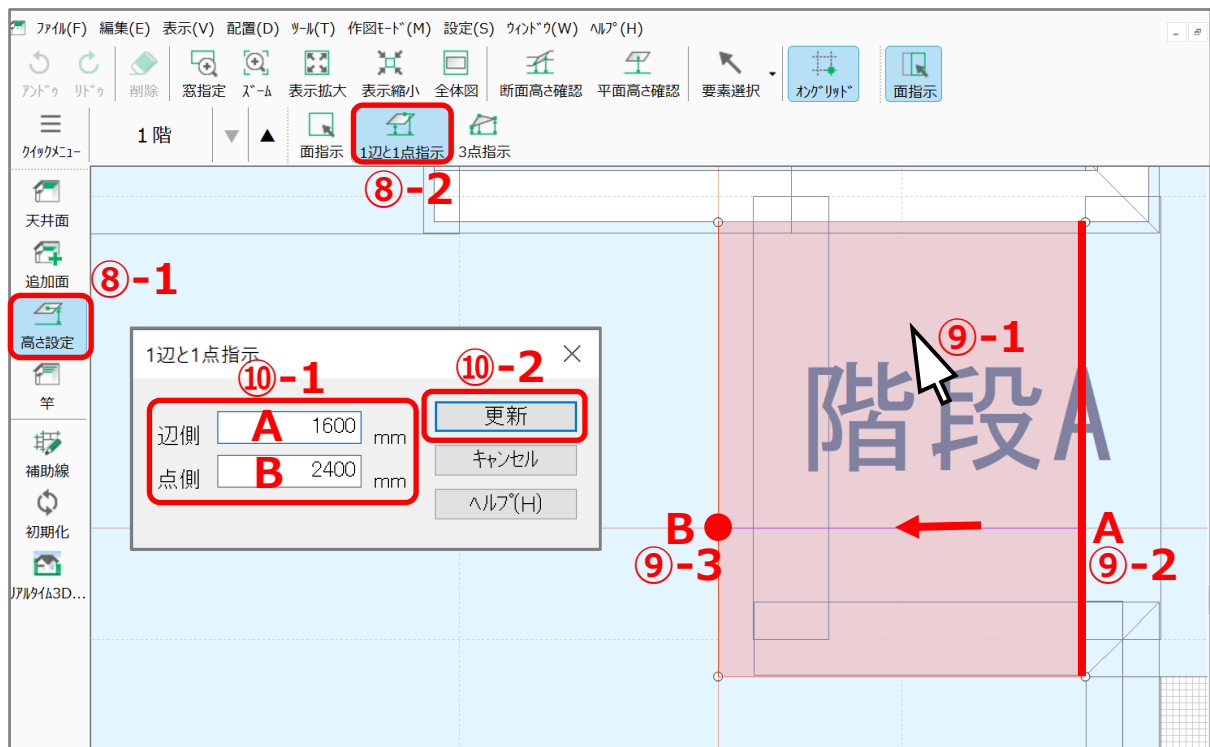 ﾌｧｲﾙ(F) 編集(E) 表示(V) 配置(D) ﾂｰﾙ(T) 作図ﾓｰﾄﾞ(M) 設定(S) ｳｨﾝﾄﾞｳ(W) ﾍﾙﾌﾟ(H)
ｱﾝﾄﾞｩ ﾘﾄﾞｩ 削除 窓指定 ｽﾞｰﾑ 表示拡大 表示縮小 全体図 断面高さ確認 平面高さ確認 要素選択 ｵﾝｸﾞﾘｯﾄﾞ 面指示
ｸｲｯｸﾒﾆｭｰ 1階 ▼ ▲ 面指示 1辺と1点指示 3点指示
⑧-2
天井面
追加面
⑧-1
高さ設定
竿
補助線
初期化
ﾘｱﾙﾀｲﾑ3D...
1辺と1点指示
⑩-1
⑩-2
辺側 A 1600 mm
更新
点側 B 2400 mm
キャンセル
ﾍﾙﾌﾟ(H)
⑨-1
階段A
B
⑨-3
A
⑨-2